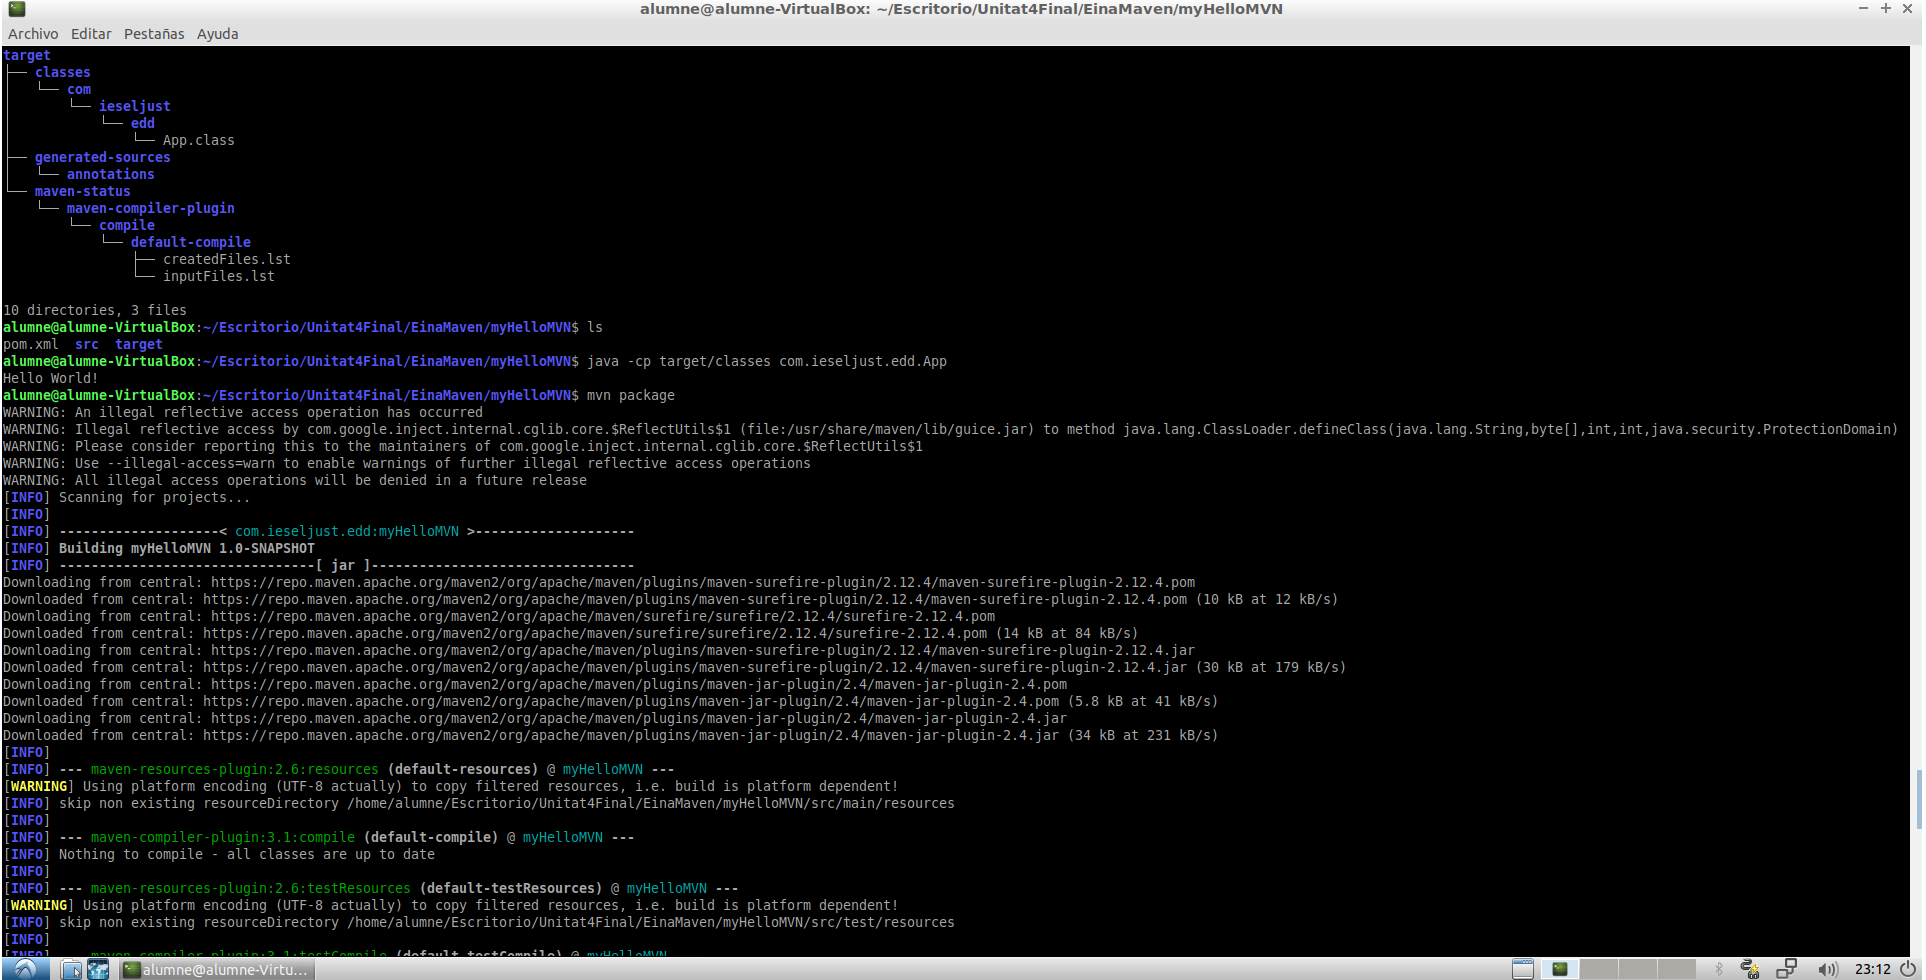 alumne@alumne-VirtualBox: ~/Escritorio/Unitat4Final/EinaMaven/myHelloMVN
Archivo Editar Pestañas Ayuda
target
├── classes
│   └── com
│       └── ieseljust
│           └── edd
│               └── App.class
├── generated-sources
│   └── annotations
└── maven-status
    └── maven-compiler-plugin
        └── compile
            └── default-compile
                ├── createdFiles.lst
                └── inputFiles.lst
10 directories, 3 files
alumne@alumne-VirtualBox:~/Escritorio/Unitat4Final/EinaMaven/myHelloMVN$ ls
pom.xml  src  target
alumne@alumne-VirtualBox:~/Escritorio/Unitat4Final/EinaMaven/myHelloMVN$ java -cp target/classes com.ieseljust.edd.App
Hello World!
alumne@alumne-VirtualBox:~/Escritorio/Unitat4Final/EinaMaven/myHelloMVN$ mvn package
WARNING: An illegal reflective access operation has occurred
WARNING: Illegal reflective access by com.google.inject.internal.cglib.core.$ReflectUtils$1 (file:/usr/share/maven/lib/guice.jar) to method java.lang.ClassLoader.defineClass(java.lang.String,byte[],int,int,java.security.ProtectionDomain)
WARNING: Please consider reporting this to the maintainers of com.google.inject.internal.cglib.core.$ReflectUtils$1
WARNING: Use --illegal-access=warn to enable warnings of further illegal reflective access operations
WARNING: All illegal access operations will be denied in a future release
[INFO] Scanning for projects...
[INFO]
[INFO] --------------------< com.ieseljust.edd:myHelloMVN >--------------------
[INFO] Building myHelloMVN 1.0-SNAPSHOT
[INFO] --------------------------------[ jar ]---------------------------------
Downloading from central: https://repo.maven.apache.org/maven2/org/apache/maven/plugins/maven-surefire-plugin/2.12.4/maven-surefire-plugin-2.12.4.pom
Downloaded from central: https://repo.maven.apache.org/maven2/org/apache/maven/plugins/maven-surefire-plugin/2.12.4/maven-surefire-plugin-2.12.4.pom (10 kB at 12 kB/s)
Downloading from central: https://repo.maven.apache.org/maven2/org/apache/maven/surefire/surefire/2.12.4/surefire-2.12.4.pom
Downloaded from central: https://repo.maven.apache.org/maven2/org/apache/maven/surefire/surefire/2.12.4/surefire-2.12.4.pom (14 kB at 84 kB/s)
Downloading from central: https://repo.maven.apache.org/maven2/org/apache/maven/plugins/maven-surefire-plugin/2.12.4/maven-surefire-plugin-2.12.4.jar
Downloaded from central: https://repo.maven.apache.org/maven2/org/apache/maven/plugins/maven-surefire-plugin/2.12.4/maven-surefire-plugin-2.12.4.jar (30 kB at 179 kB/s)
Downloading from central: https://repo.maven.apache.org/maven2/org/apache/maven/plugins/maven-jar-plugin/2.4/maven-jar-plugin-2.4.pom
Downloaded from central: https://repo.maven.apache.org/maven2/org/apache/maven/plugins/maven-jar-plugin/2.4/maven-jar-plugin-2.4.pom (5.8 kB at 41 kB/s)
Downloading from central: https://repo.maven.apache.org/maven2/org/apache/maven/plugins/maven-jar-plugin/2.4/maven-jar-plugin-2.4.jar
Downloaded from central: https://repo.maven.apache.org/maven2/org/apache/maven/plugins/maven-jar-plugin/2.4/maven-jar-plugin-2.4.jar (34 kB at 231 kB/s)
[INFO]
[INFO] --- maven-resources-plugin:2.6:resources (default-resources) @ myHelloMVN ---
[WARNING] Using platform encoding (UTF-8 actually) to copy filtered resources, i.e. build is platform dependent!
[INFO] skip non existing resourceDirectory /home/alumne/Escritorio/Unitat4Final/EinaMaven/myHelloMVN/src/main/resources
[INFO]
[INFO] --- maven-compiler-plugin:3.1:compile (default-compile) @ myHelloMVN ---
[INFO] Nothing to compile - all classes are up to date
[INFO]
[INFO] --- maven-resources-plugin:2.6:testResources (default-testResources) @ myHelloMVN ---
[WARNING] Using platform encoding (UTF-8 actually) to copy filtered resources, i.e. build is platform dependent!
[INFO] skip non existing resourceDirectory /home/alumne/Escritorio/Unitat4Final/EinaMaven/myHelloMVN/src/test/resources
[INFO]
[INFO] --- maven-compiler-plugin:3.1:testCompile (default-testCompile) @ myHelloMVN ---
alumne@alumne-Virtu... 23:12